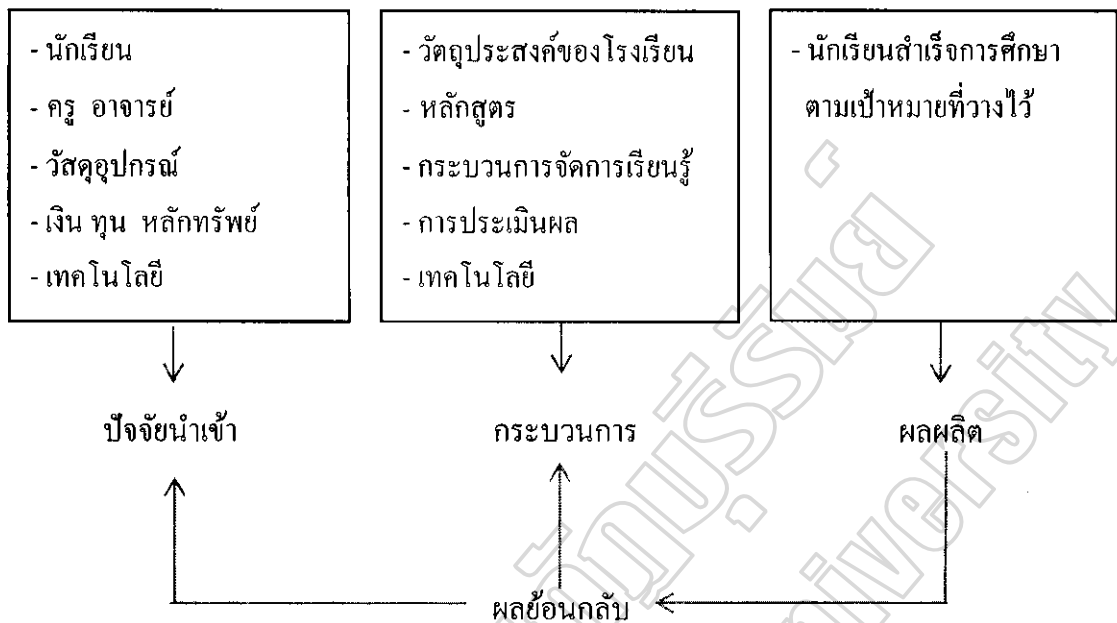 - นักเรียน
- ครู อาจารย์
- วัสดุอุปกรณ์
- เงิน ทุน หลักทรัพย์
- เทคโนโลยี
- วัตถุประสงค์ของโรงเรียน
- หลักสูตร
- กระบวนการจัดการเรียนรู้
- การประเมินผล
- เทคโนโลยี
- นักเรียนสำเร็จการศึกษา
ตามเป้าหมายที่วางไว้
ปัจจัยนำเข้า
กระบวนการ
ผลผลิต
ผลย้อนกลับ